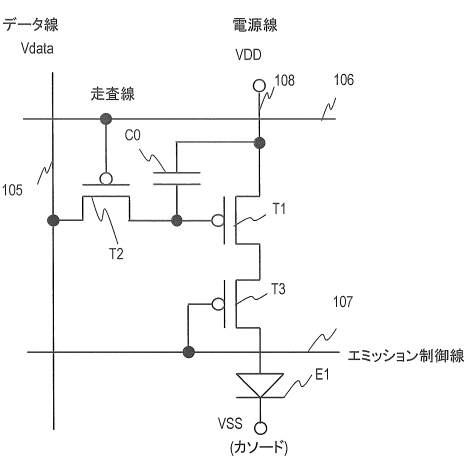 データ線
Vdata
電源線
VDD
108
106
走査線
C0
105
T1
T2
T3
107
エミッション制御線
E1
VSS
(カソード)